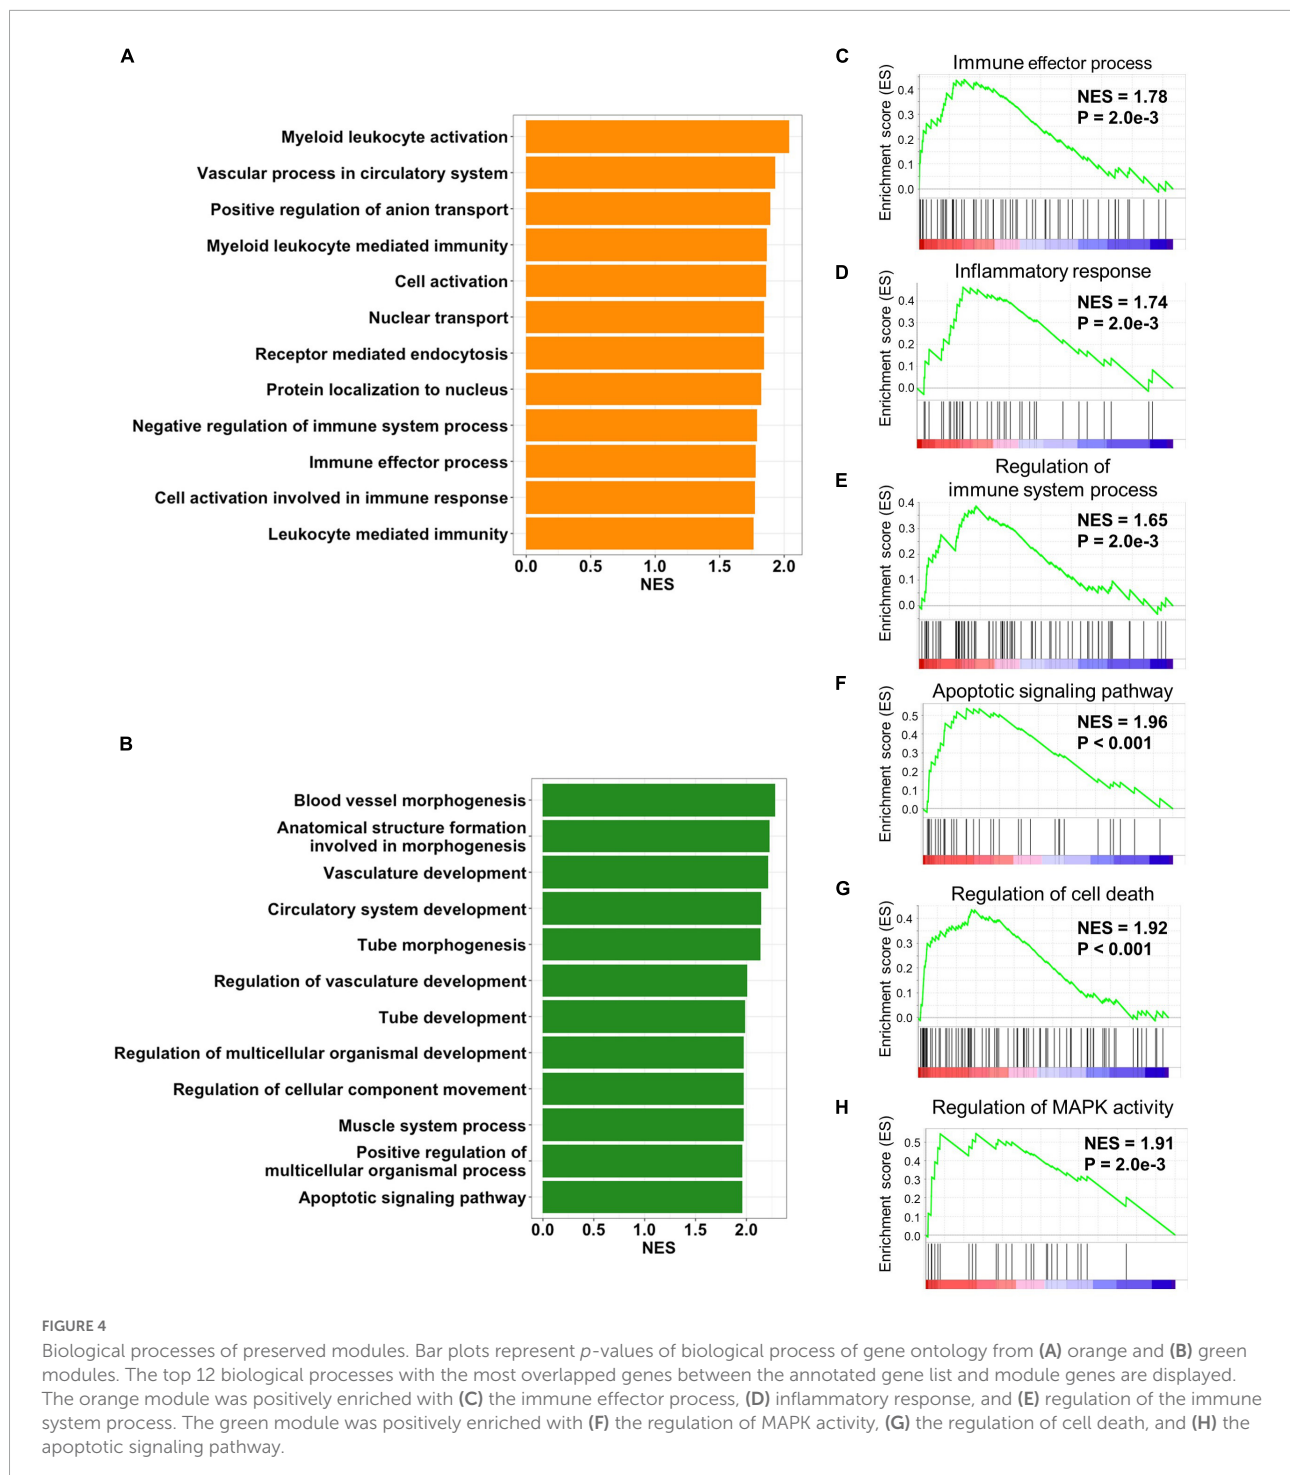 A
Myeloid leukocyte activation
Vascular process in circulatory system
Positive regulation of anion transport
Myeloid leukocyte mediated immunity
Cell activation
Nuclear transport
Receptor mediated endocytosis
Protein localization to nucleus
Negative regulation of immune system process
Immune effector process
Cell activation involved in immune response
Leukocyte mediated immunity
0.0 0.5 1.0 1.5 2.0
NES
B
Blood vessel morphogenesis
Anatomical structure formation
involved in morphogenesis
Vasculature development
Circulatory system development
Tube morphogenesis
Regulation of vasculature development
Tube development
Regulation of multicellular organismal development
Regulation of cellular component movement
Muscle system process
Positive regulation of
multicellular organismal process
Apoptotic signaling pathway
0.0 0.5 1.0 1.5 2.0
NES
C
Immune effector process
Enrichment score (ES)
0.4
0.3
0.2
0.1
0.0
NES = 1.78
P = 2.0e-3
D
Inflammatory response
Enrichment score (ES)
0.4
0.3
0.2
0.1
0.0
NES = 1.74
P = 2.0e-3
E
Regulation of
immune system process
Enrichment score (ES)
0.4
0.3
0.2
0.1
0.0
NES = 1.65
P = 2.0e-3
F
Apoptotic signaling pathway
Enrichment score (ES)
0.5
0.4
0.3
0.2
0.1
0.0
NES = 1.96
P < 0.001
G
Regulation of cell death
Enrichment score (ES)
0.4
0.3
0.2
0.1
0.0
NES = 1.92
P < 0.001
H
Regulation of MAPK activity
Enrichment score (ES)
0.5
0.4
0.3
0.2
0.1
0.0
NES = 1.91
P = 2.0e-3
FIGURE 4
Biological processes of preserved modules. Bar plots represent p-values of biological process of gene ontology from (A) orange and (B) green
modules. The top 12 biological processes with the most overlapped genes between the annotated gene list and module genes are displayed.
The orange module was positively enriched with (C) the immune effector process, (D) inflammatory response, and (E) regulation of the immune
system process. The green module was positively enriched with (F) the regulation of MAPK activity, (G) the regulation of cell death, and (H) the
apoptotic signaling pathway.